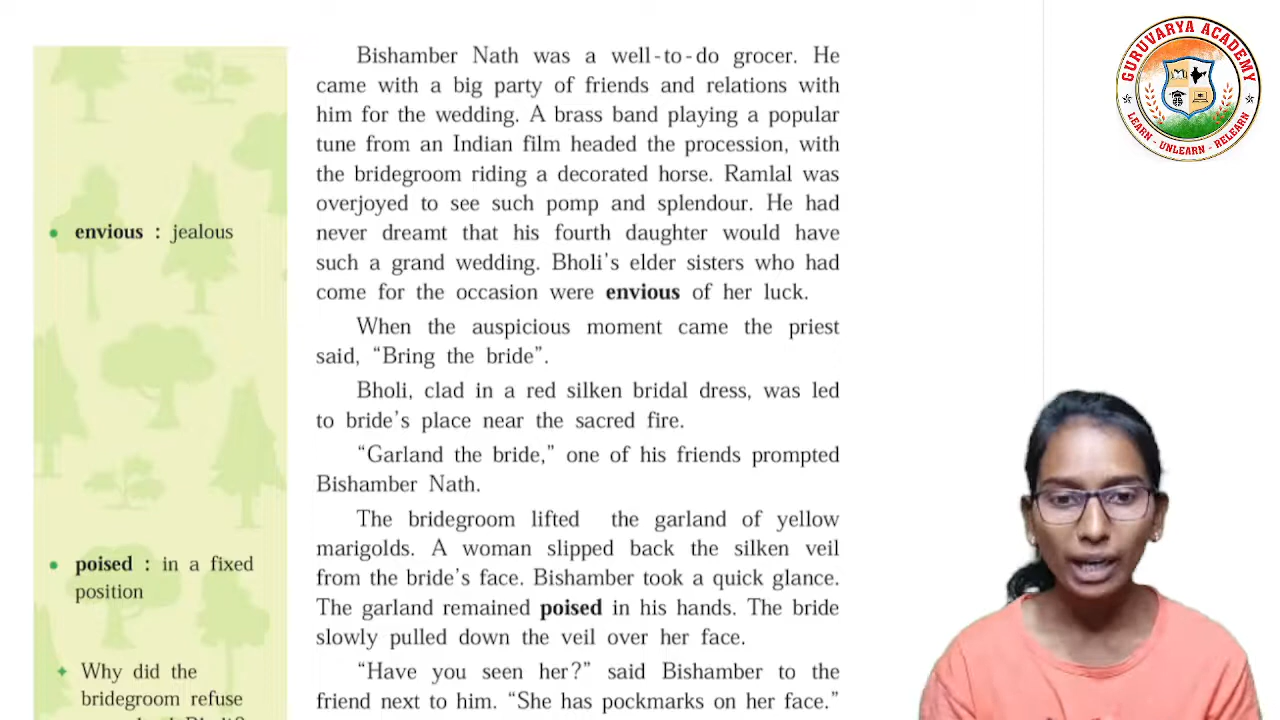 Bishamber Nath was a well-to-do grocer. He
came with a big party of friends and relations with
him for the wedding. A brass band playing a popular
tune from an Indian film headed the procession, with
the bridegroom riding a decorated horse. Ramlal was
overjoyed to see such pomp and splendour. He had
never dreamt that his fourth daughter would have
such a grand wedding. Bholi's elder sisters who had
come for the occasion were envious of her luck.
When the auspicious moment came the priest
said, “Bring the bride”.
Bholi, clad in a red silken bridal dress, was led
to bride's place near the sacred fire.
“Garland the bride,” one of his friends prompted
Bishamber Nath.
The bridegroom lifted the garland of yellow
marigolds. A woman slipped back the silken veil
from the bride's face. Bishamber took a quick glance.
The garland remained poised in his hands. The bride
slowly pulled down the veil over her face.
“Have you seen her?” said Bishamber to the
friend next to him. “She has pockmarks on her face.”
• envious : jealous
• poised : in a fixed
position
Why did the
bridegroom refuse
GURUVARYA ACADEMY
LEARN - UNLEARN - RELEARN